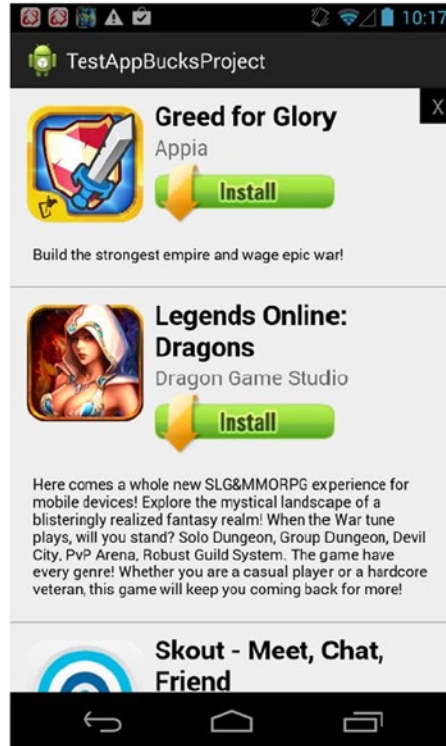 10:17
TestAppBucksProject
X
Greed for Glory
Appia
Install
Build the strongest empire and wage epic war!
Legends Online:
Dragons
Dragon Game Studio
Install
Here comes a whole new SLG&MMORPG experience for
mobile devices! Explore the mystical landscape of a
blisteringly realized fantasy realm! When the War tune
plays, will you stand? Solo Dungeon, Group Dungeon, Devil
City, PvP Arena, Robust Guild System. The game have
every genre! Whether you are a casual player or a hardcore
veteran, this game will keep you coming back for more!
Skout - Meet, Chat,
Friend